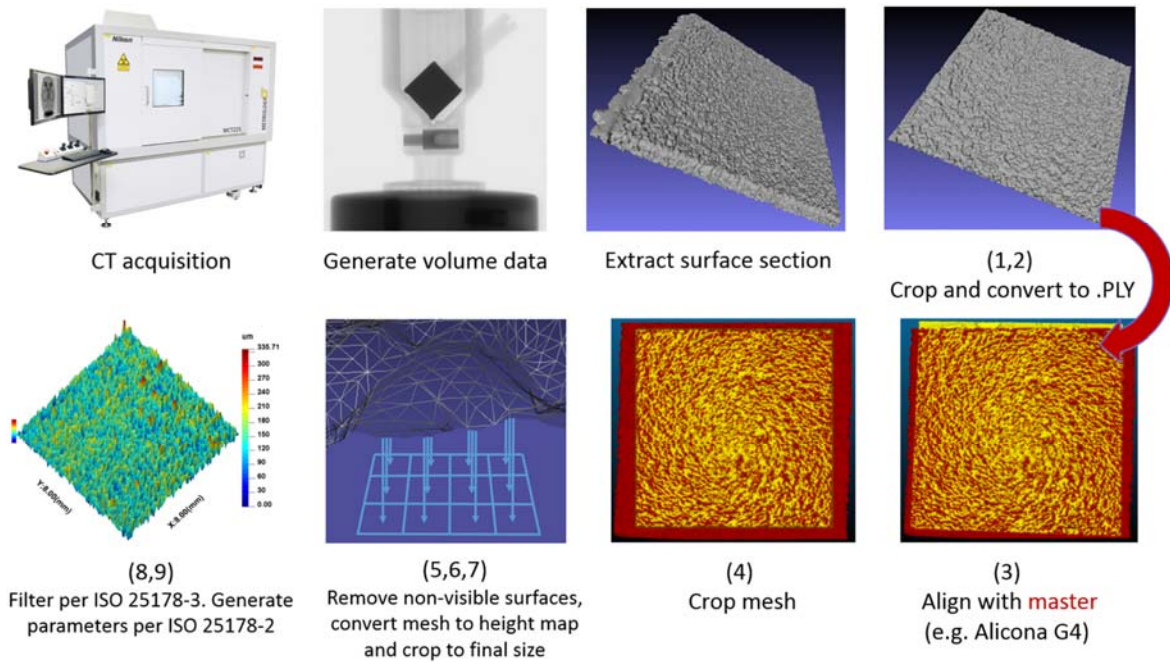 Nikon
METROLOGY
MCT225
CT acquisition
Generate volume data
Extract surface section
(1,2)
Crop and convert to .PLY
um
335.71
300
270
240
210
180
150
120
90
60
30
0.00
Y:8.00(mm)
X:8.00(mm)
(8,9)
Filter per ISO 25178-3. Generate
parameters per ISO 25178-2
(5,6,7)
Remove non-visible surfaces,
convert mesh to height map
and crop to final size
(4)
Crop mesh
(3)
Align with master
(e.g. Alicona G4)